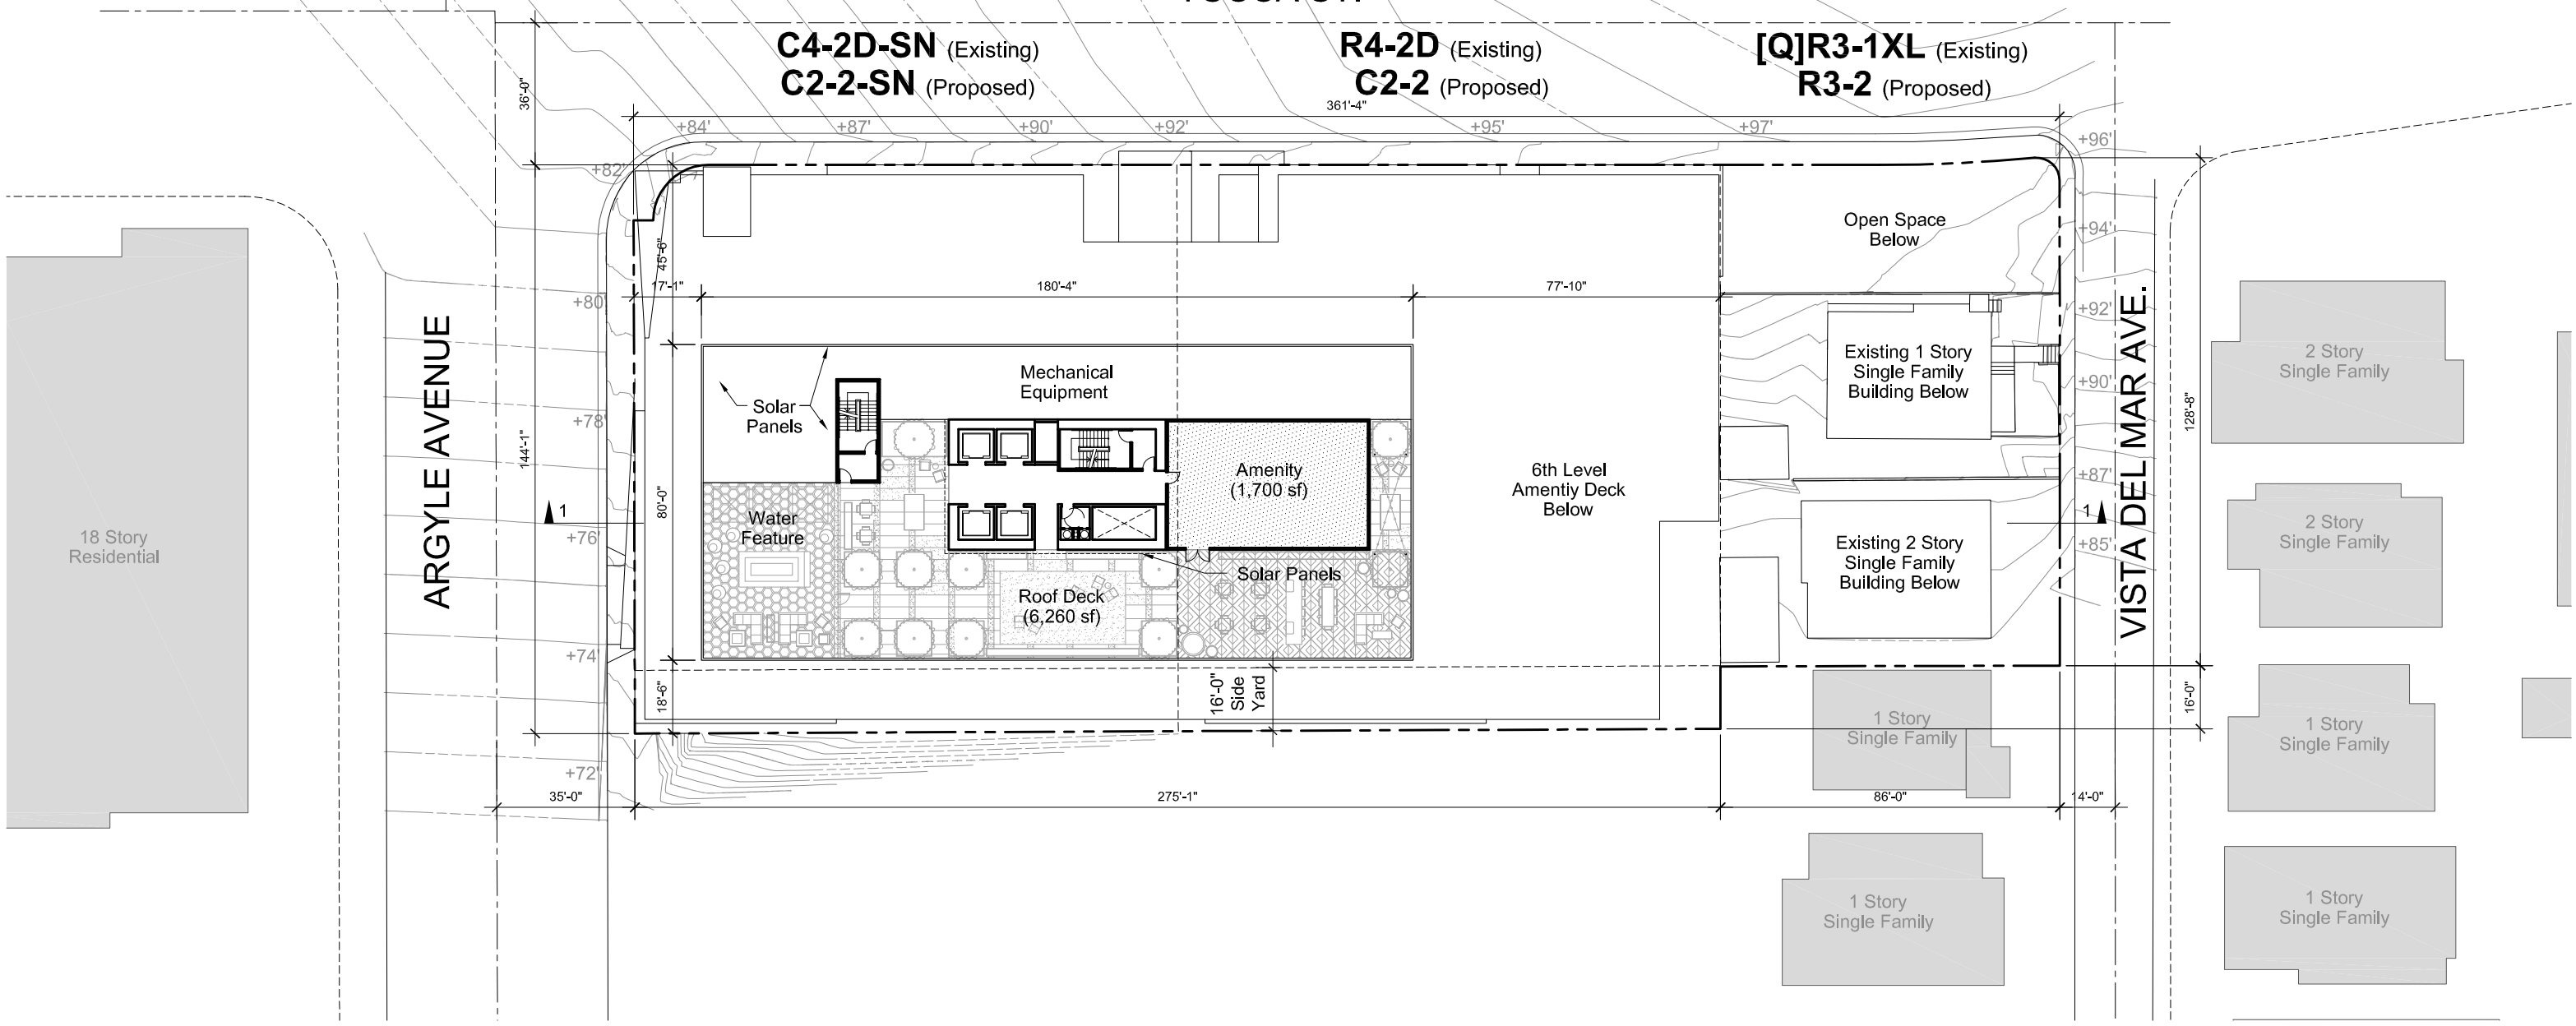 C4-2D-SN (Existing)
C2-2-SN (Proposed)
R4-2D (Existing)
C2-2 (Proposed)
[Q]R3-1XL (Existing)
R3-2 (Proposed)
36'-0"
361'-4"
+84'
+87'
+90'
+92'
+95'
+97'
+96'
+82'
+80'
+78'
+76'
+74'
+72'
+94'
+92'
+90'
+87'
+85'
45'-6"
17'-1"
180'-4"
77'-10"
Open Space
Below
ARGYLE AVENUE
144'-1"
80'-0"
18'-6"
18 Story
Residential
Solar
Panels
Mechanical
Equipment
Amenity
(1,700 sf)
Water
Feature
Roof Deck
(6,260 sf)
Solar Panels
6th Level
Amentiy Deck
Below
Existing 1 Story
Single Family
Building Below
Existing 2 Story
Single Family
Building Below
1
1
16'-0"
Side
Yard
VISTA DEL MAR AVE.
128'-8"
16'-0"
2 Story
Single Family
2 Story
Single Family
1 Story
Single Family
1 Story
Single Family
1 Story
Single Family
1 Story
Single Family
35'-0"
275'-1"
86'-0"
14'-0"